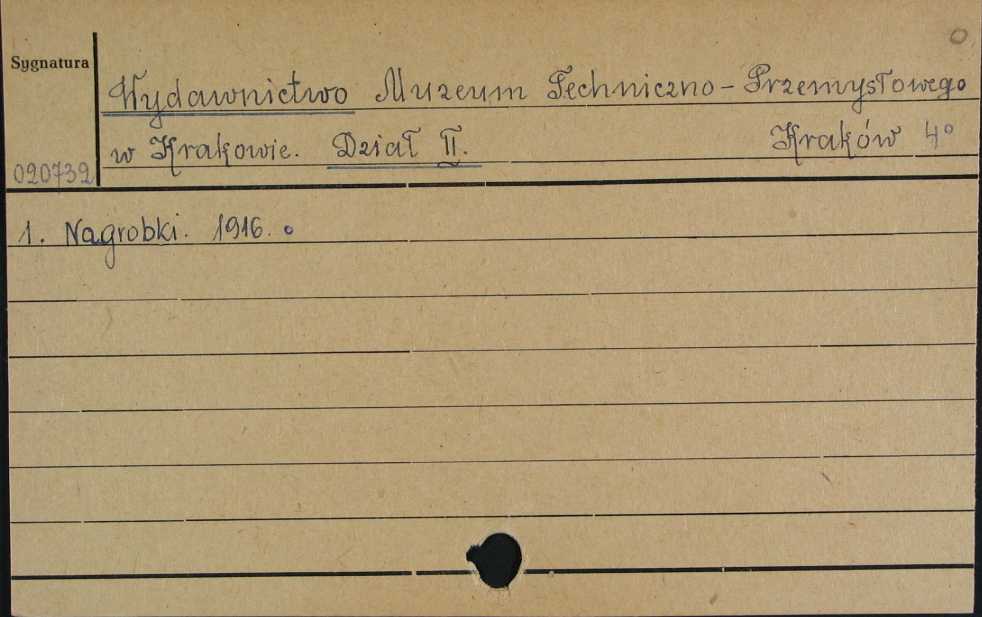 Sygnatura
Wydawnictwo Muzeum Techniczno-Przemysłowego
w Krakowie. Dział II. Kraków 4°
020732
1. Nagrobki. 1916.